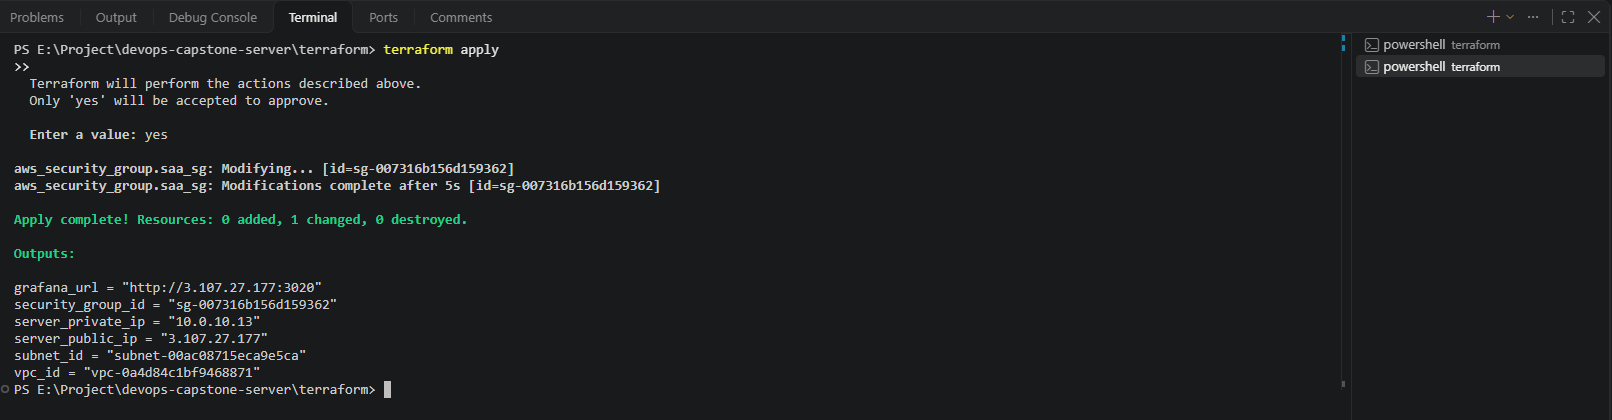 Problems Output Debug Console Terminal Ports Comments
PS E:\Project\devops-capstone-server\terraform> terraform apply
>>
Terraform will perform the actions described above.
Only 'yes' will be accepted to approve.
Enter a value: yes
aws_security_group.saa_sg: Modifying... [id=sg-007316b156d159362]
aws_security_group.saa_sg: Modifications complete after 5s [id=sg-007316b156d159362]
Apply complete! Resources: 0 added, 1 changed, 0 destroyed.
Outputs:
grafana_url = "http://3.107.27.177:3020"
security_group_id = "sg-007316b156d159362"
server_private_ip = "10.0.10.13"
server_public_ip = "3.107.27.177"
subnet_id = "subnet-00ac08715eca9e5ca"
vpc_id = "vpc-0a4d84c1bf9468871"
PS E:\Project\devops-capstone-server\terraform>
powershell terraform
powershell terraform